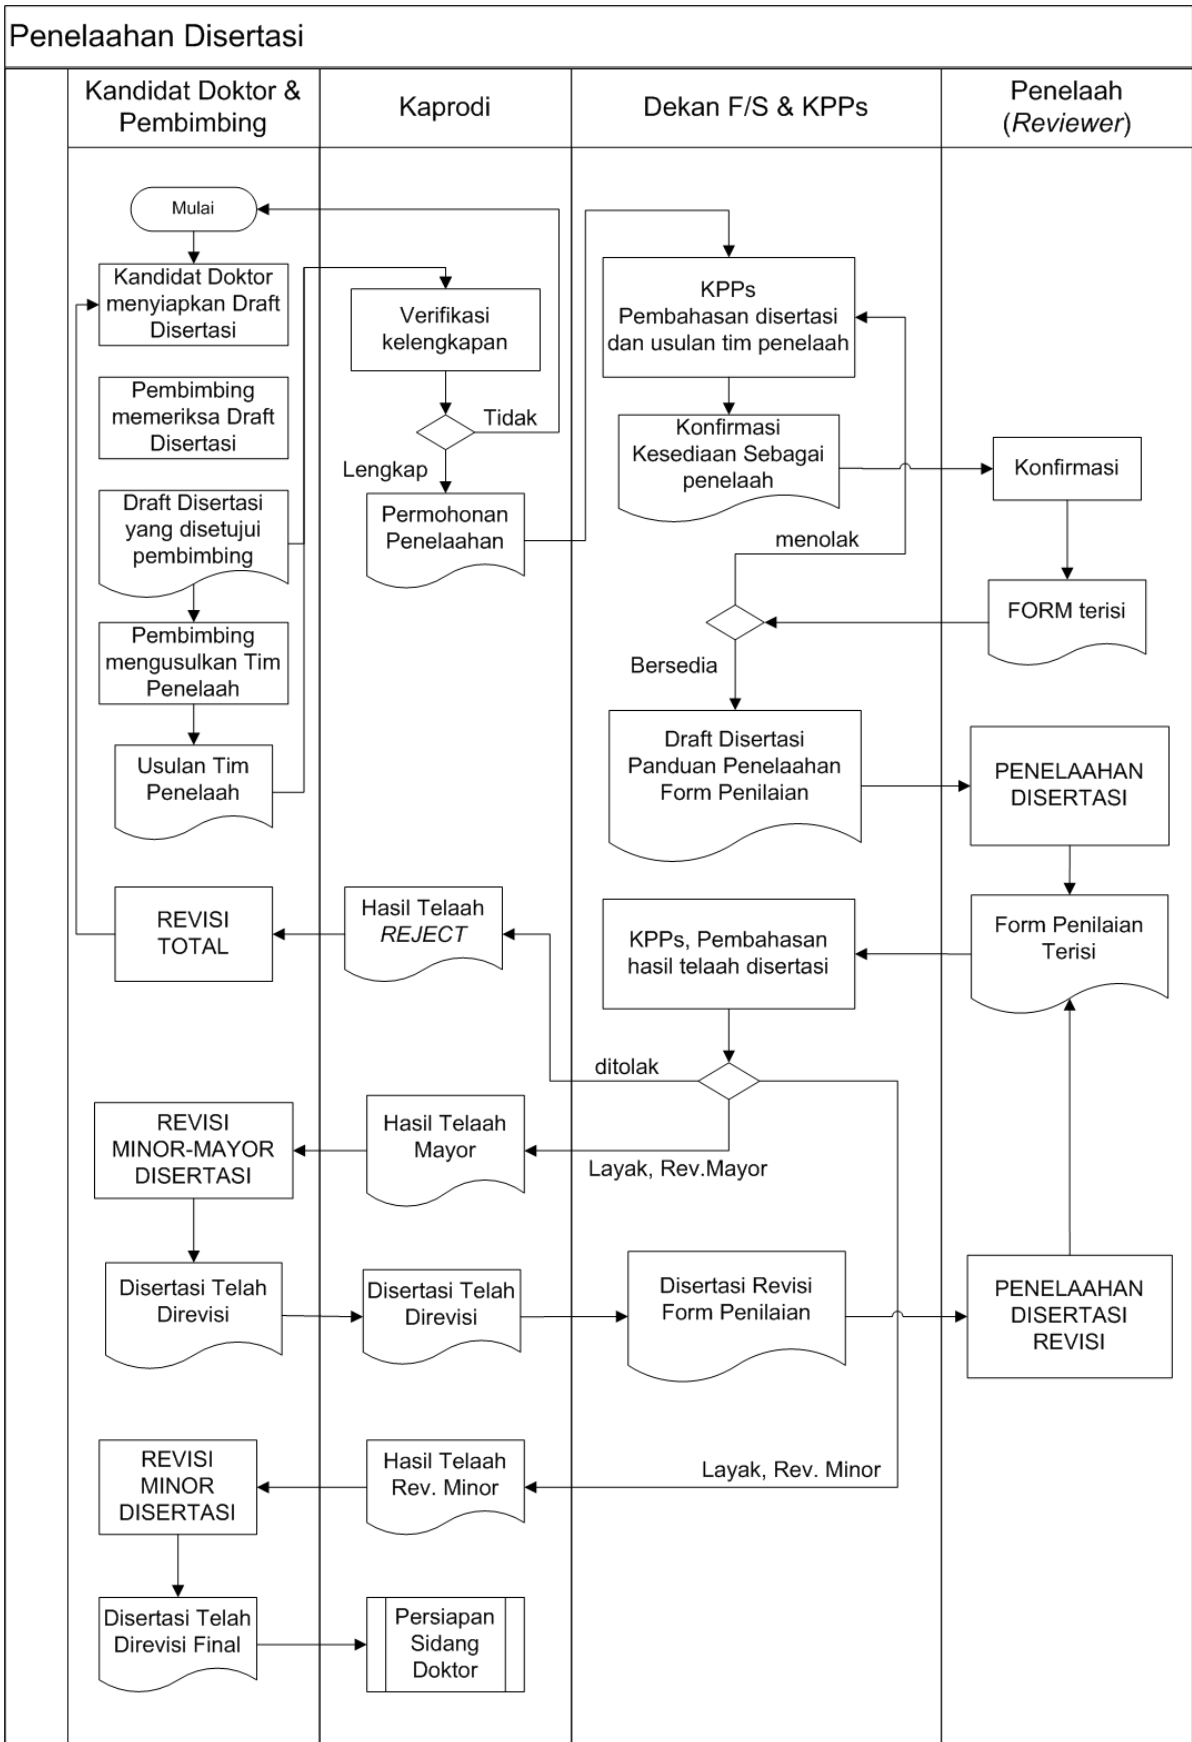 Penelaahan Disertasi
Kandidat Doktor &
Pembimbing
Kaprodi
Dekan F/S & KPPs
Penelaah
(Reviewer)
Mulai
Kandidat Doktor
menyiapkan Draft
Disertasi
Pembimbing
memeriksa Draft
Disertasi
Draft Disertasi
yang disetujui
pembimbing
Pembimbing
mengusulkan Tim
Penelaah
Usulan Tim
Penelaah
Verifikasi
kelengkapan
Tidak
Lengkap
Permohonan
Penelaahan
KPPs
Pembahasan disertasi
dan usulan tim penelaah
Konfirmasi
Kesediaan Sebagai
penelaah
Konfirmasi
menolak
FORM terisi
Bersedia
Draft Disertasi
Panduan Penelaahan
Form Penilaian
PENELAAHAN
DISERTASI
REVISI
TOTAL
Hasil Telaah
REJECT
KPPs, Pembahasan
hasil telaah disertasi
Form Penilaian
Terisi
ditolak
REVISI
MINOR-MAYOR
DISERTASI
Hasil Telaah
Mayor
Layak, Rev.Mayor
Disertasi Telah
Direvisi
Disertasi Telah
Direvisi
Disertasi Revisi
Form Penilaian
PENELAAHAN
DISERTASI
REVISI
REVISI
MINOR
DISERTASI
Hasil Telaah
Rev. Minor
Layak, Rev. Minor
Disertasi Telah
Direvisi Final
Persiapan
Sidang
Doktor